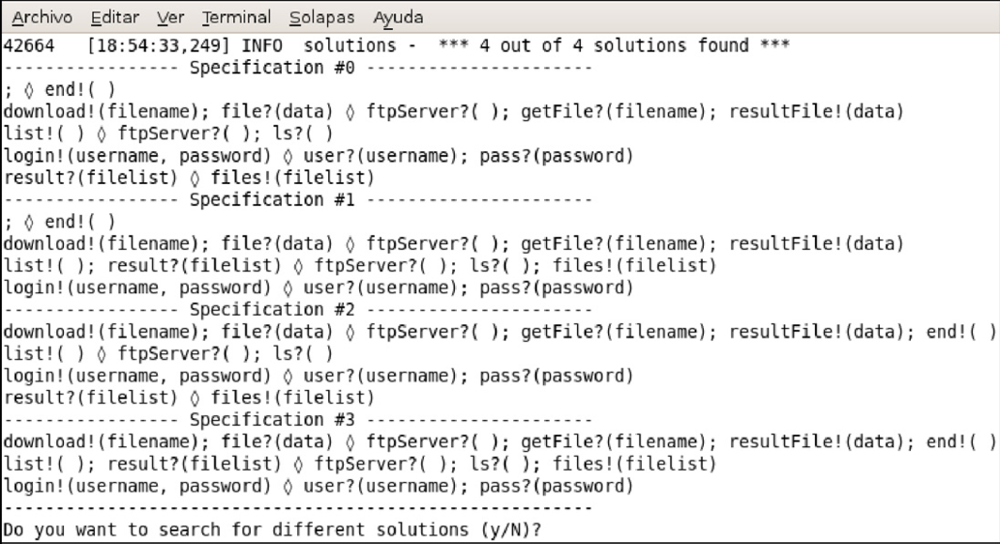 Archivo Editar Ver Terminal Solapas Ayuda
42664   [18:54:33,249] INFO  solutions -  *** 4 out of 4 solutions found ***
----------------- Specification #0 ----------------------
; ◊ end!( )
download!(filename); file?(data) ◊ ftpServer?( ); getFile?(filename); resultFile!(data)
list!( ) ◊ ftpServer?( ); ls?( )
login!(username, password) ◊ user?(username); pass?(password)
result?(filelist) ◊ files!(filelist)
----------------- Specification #1 ----------------------
; ◊ end!( )
download!(filename); file?(data) ◊ ftpServer?( ); getFile?(filename); resultFile!(data)
list!( ); result?(filelist) ◊ ftpServer?( ); ls?( ); files!(filelist)
login!(username, password) ◊ user?(username); pass?(password)
----------------- Specification #2 ----------------------
download!(filename); file?(data) ◊ ftpServer?( ); getFile?(filename); resultFile!(data); end!( )
list!( ) ◊ ftpServer?( ); ls?( )
login!(username, password) ◊ user?(username); pass?(password)
result?(filelist) ◊ files!(filelist)
----------------- Specification #3 ----------------------
download!(filename); file?(data) ◊ ftpServer?( ); getFile?(filename); resultFile!(data); end!( )
list!( ); result?(filelist) ◊ ftpServer?( ); ls?( ); files!(filelist)
login!(username, password) ◊ user?(username); pass?(password)
---------------------------------------------------------
Do you want to search for different solutions (y/N)?